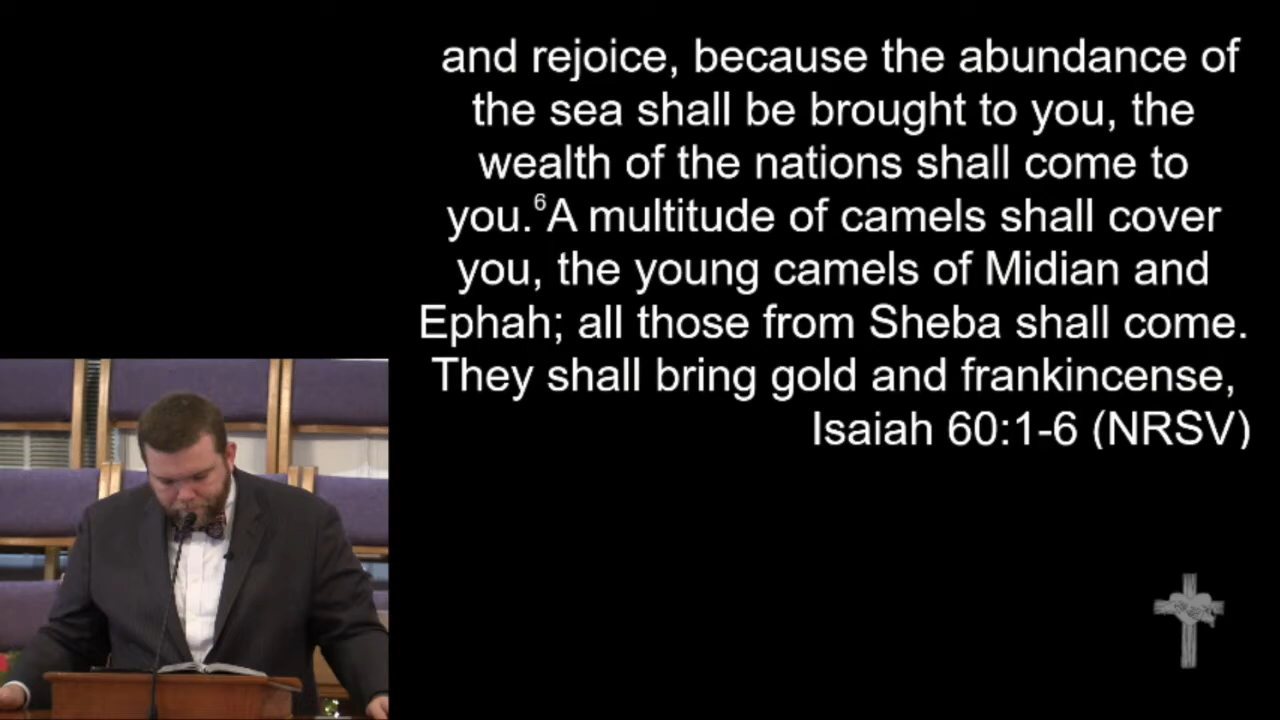 and rejoice, because the abundance of
the sea shall be brought to you, the
wealth of the nations shall come to
you.⁶A multitude of camels shall cover
you, the young camels of Midian and
Ephah; all those from Sheba shall come.
They shall bring gold and frankincense,
Isaiah 60:1-6 (NRSV)